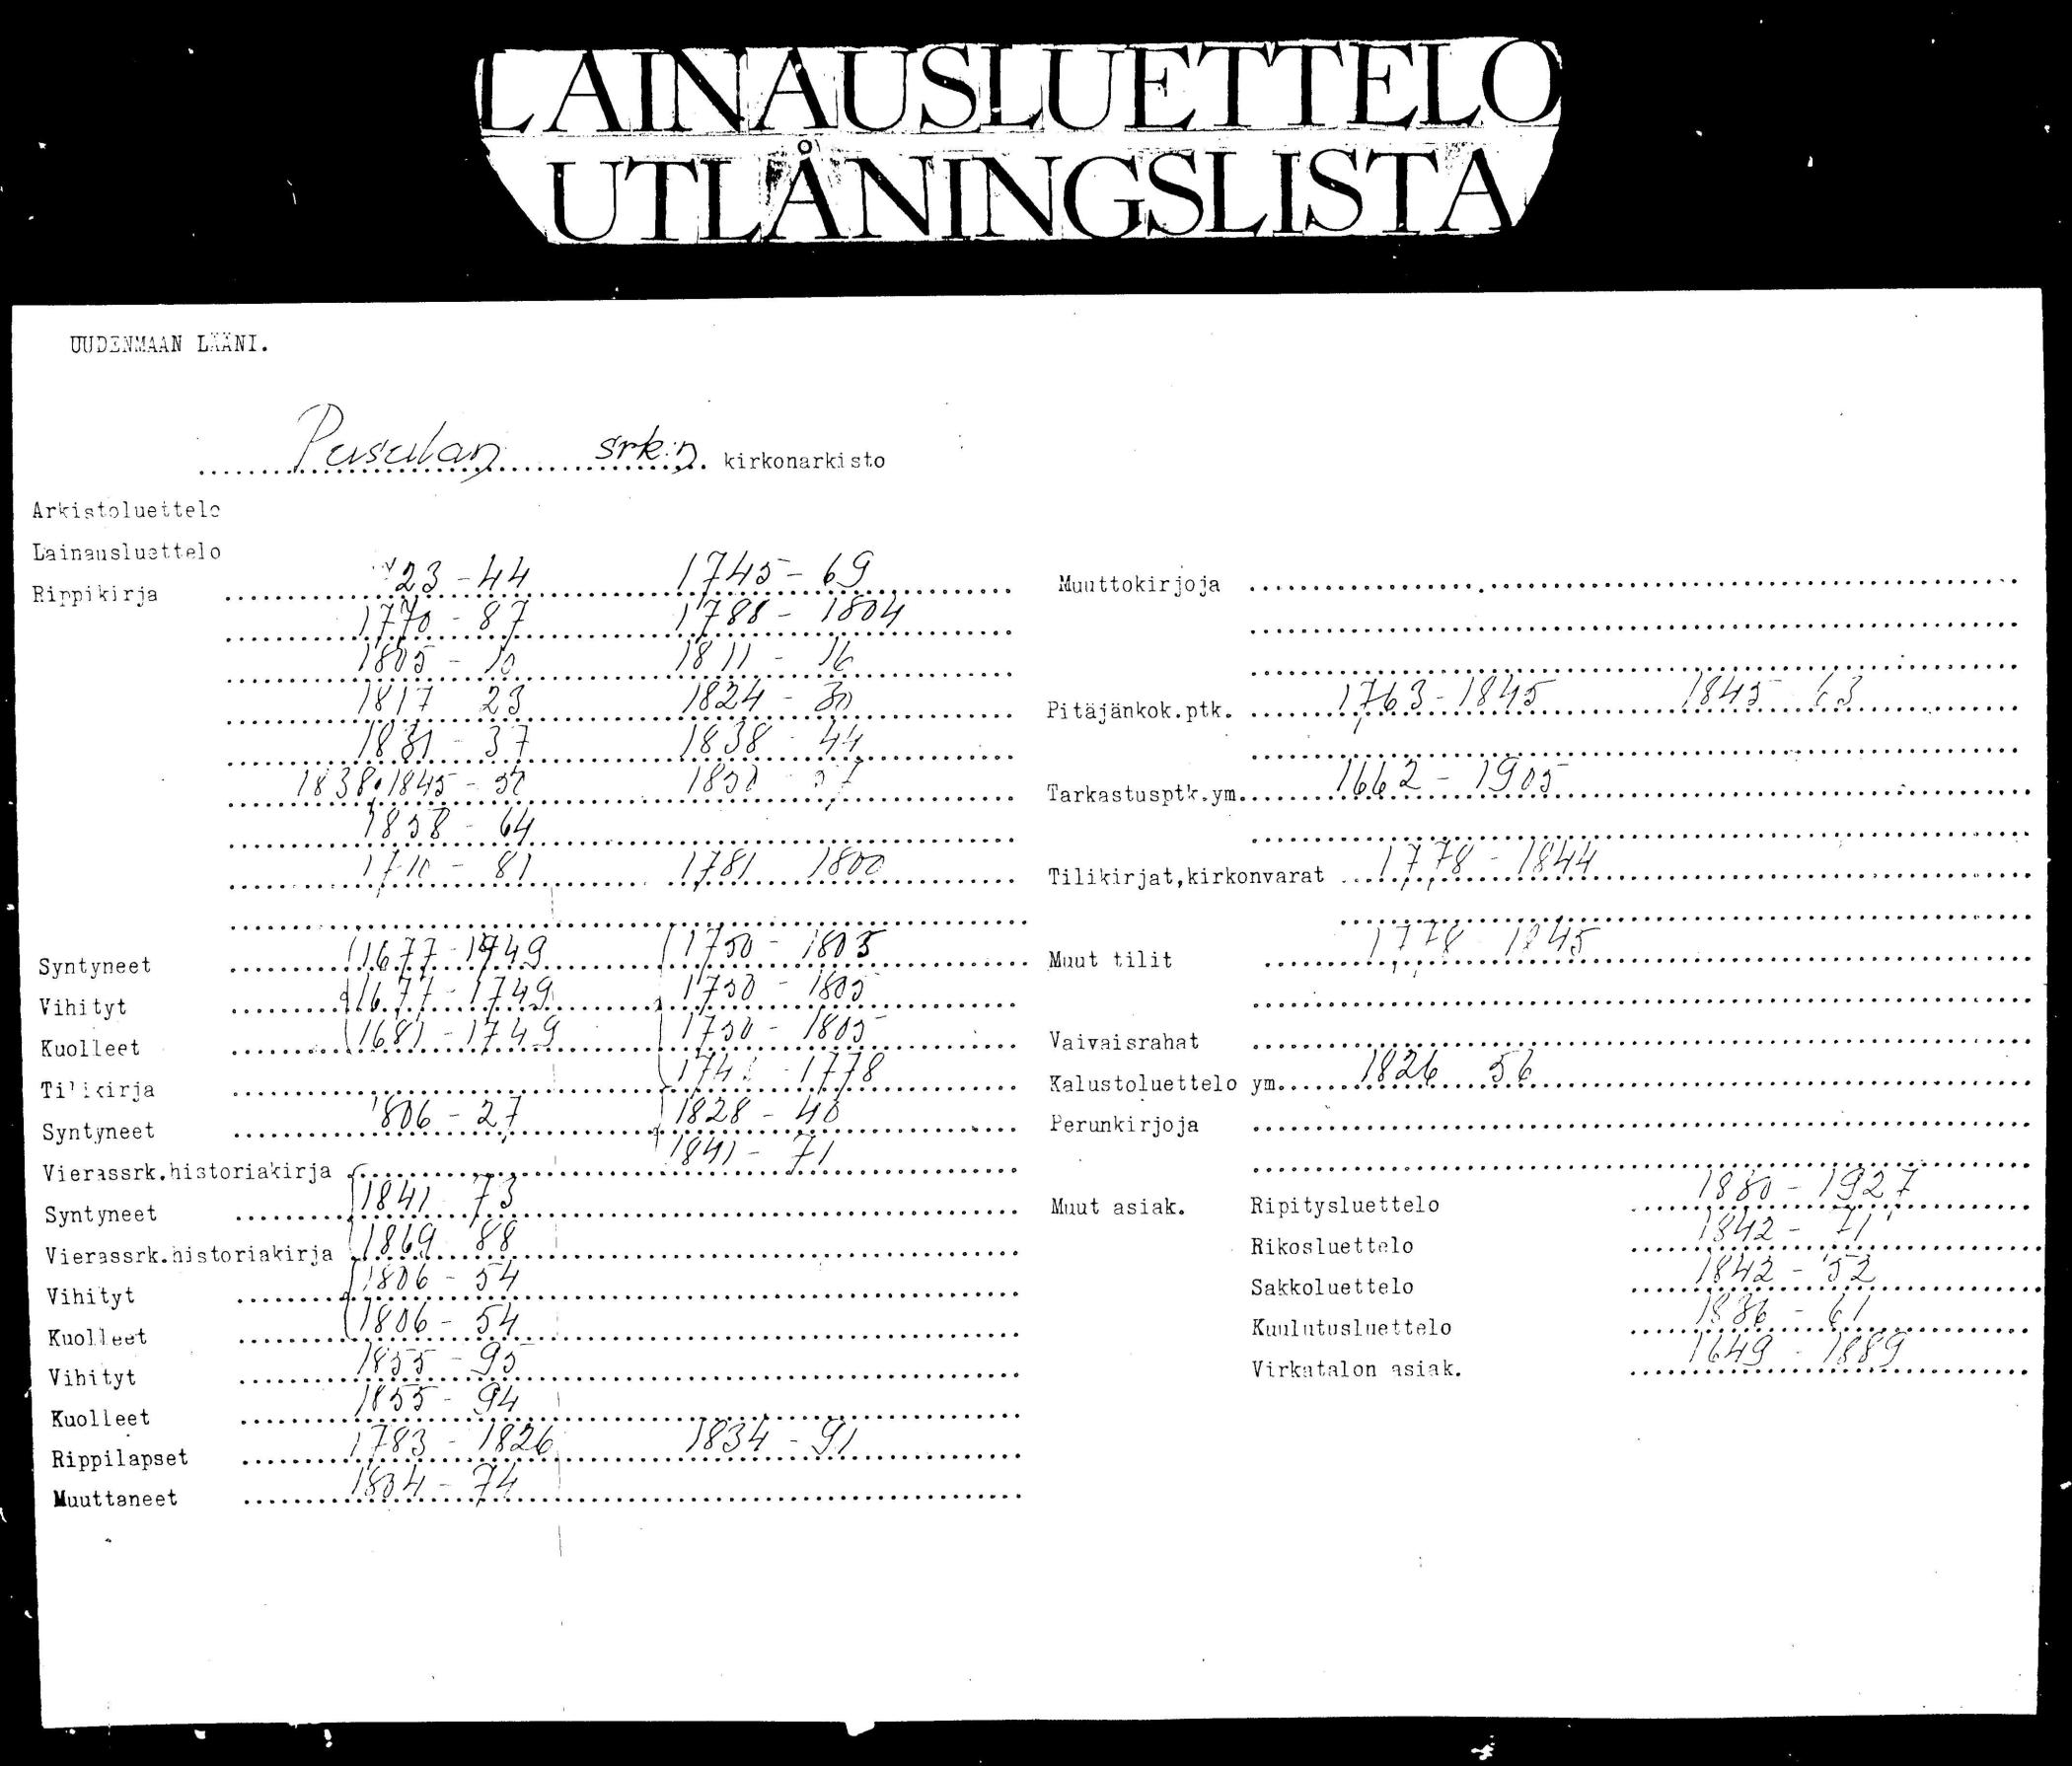 LAINAUSLUETTELO
UTLÅNINGSLISTA
UUDENMAAN LÄÄNI.
Pusulan srk:n kirkonarkisto
Arkistoluettelo
Lainausluettelo
Rippikirja 23-44 1745-69
1770-87 1788-1804
1805-10 1811-16
1817 23 1824-30
1831-37 1838-44
1838,1845-52
1858-64
81 1781 1800
Syntyneet 1677-1749 1750-1805
Vihityt 1677-1749 1750-1805
Kuolleet 1681-1749 1750-1805
Tilikirja -1778
Syntyneet 1806-27 1828-40
Vierassrk.historiakirja 1841-71
Syntyneet 1841 73
Vierassrk.historiakirja 1869 88
Vihityt 1806-54
Kuolleet 1806-54
Vihityt 1855-95
Kuolleet 1855-94
Rippilapset 1783-1826 1834-91
Muuttaneet 1804-74
Muuttokirjoja
Pitäjänkok.ptk. 1763-1845 1845 63
Tarkastusptk.ym. 1662-1905
Tilikirjat,kirkonvarat 1778-1844
Muut tilit 1778 1845
Vaivaisrahat
Kalustoluettelo ym. 1826 56
Perunkirjoja
Muut asiak. Ripitysluettelo 1880-1927
Rikosluettelo 1842-71
Sakkoluettelo 1842-52
Kuulutusluettelo 1836-61
Virkatalon asiak. 1649-1889